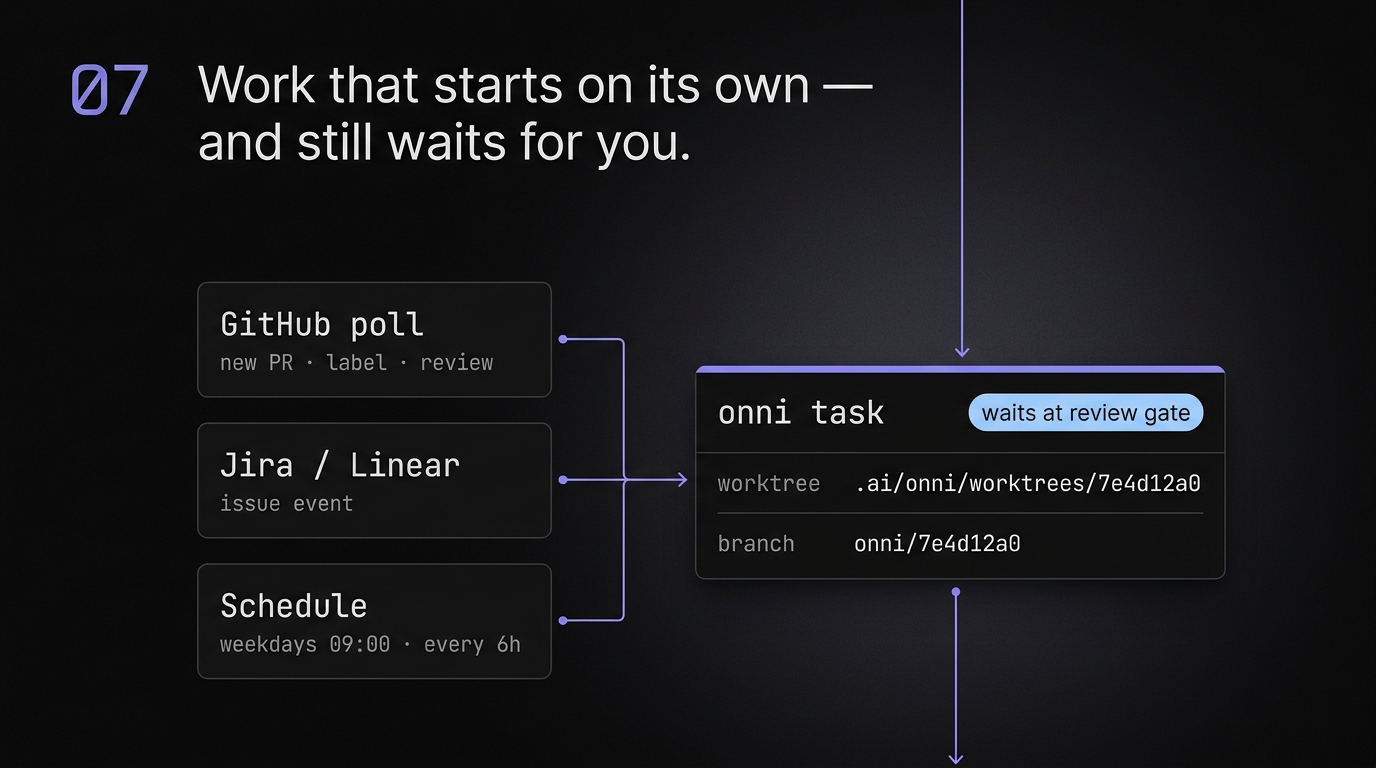 07
Work that starts on its own —
and still waits for you.
GitHub poll
new PR · label · review
Jira / Linear
issue event
Schedule
weekdays 09:00 · every 6h
onni task
waits at review gate
worktree .ai/onni/worktrees/7e4d12a0
branch onni/7e4d12a0